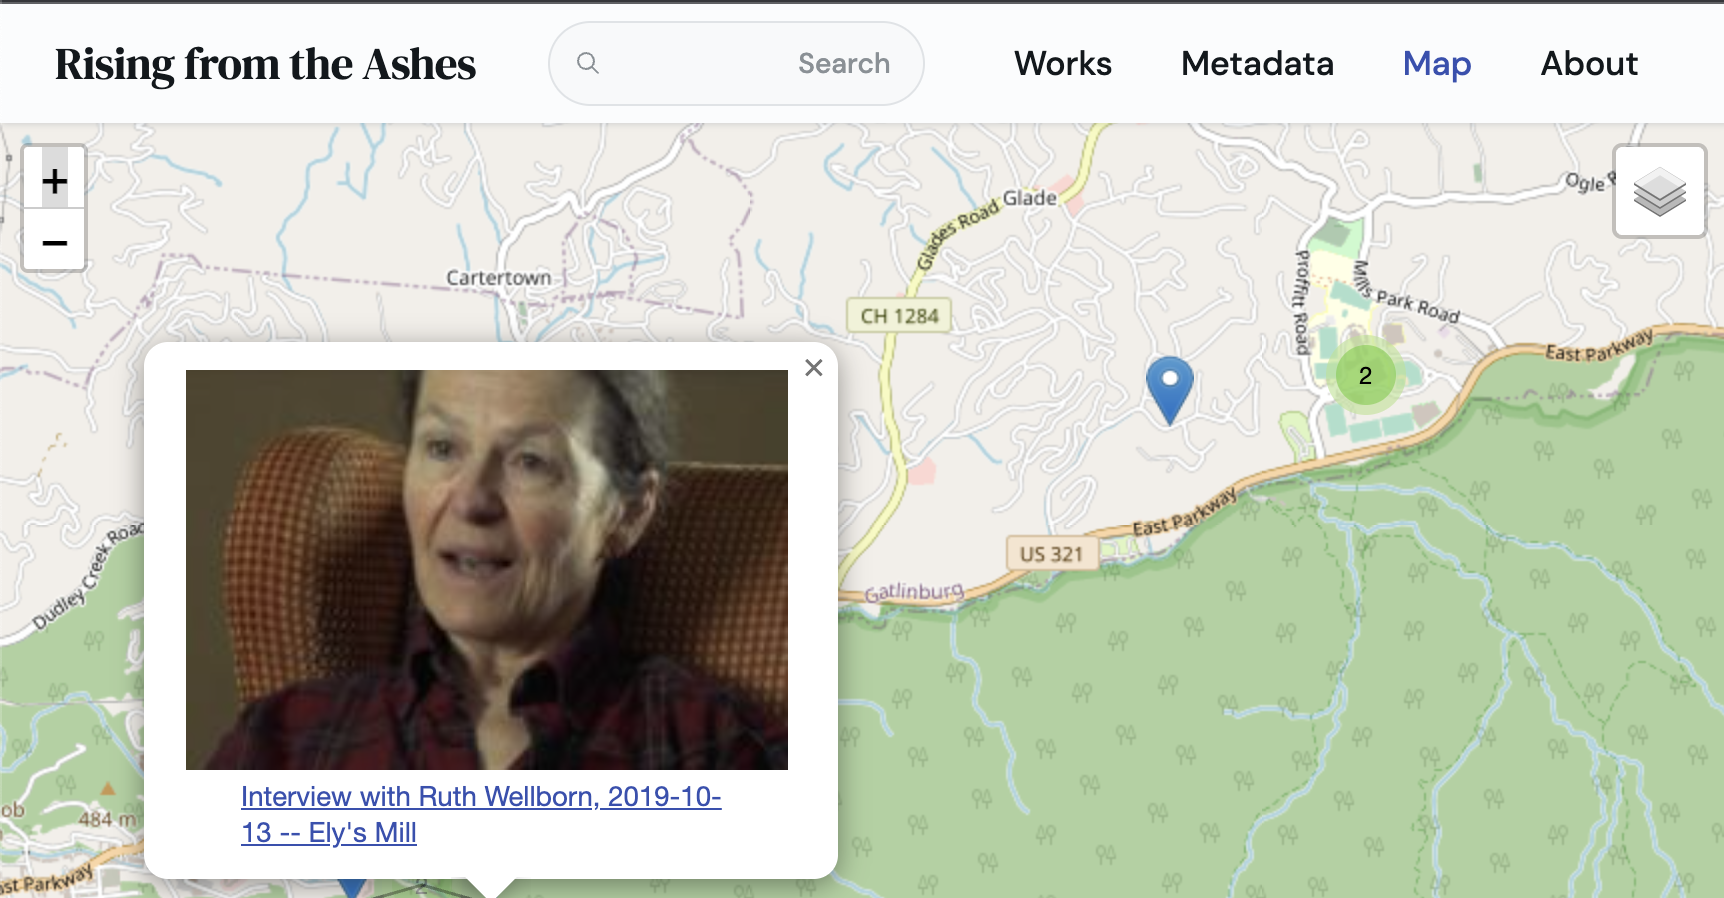 Rising from the Ashes
Search
Works
Metadata
Map
About
+
−
Glade
Ogle
Glades Road
Cartertown
CH 1284
Proffitt Road
Mills Park Road
East Parkway
2
×
East Parkway
US 321
Gatlinburg
Dudley Creek Road
Interview with Ruth Wellborn, 2019-10-
13 -- Ely's Mill
ob
484 m
st Parkway
2